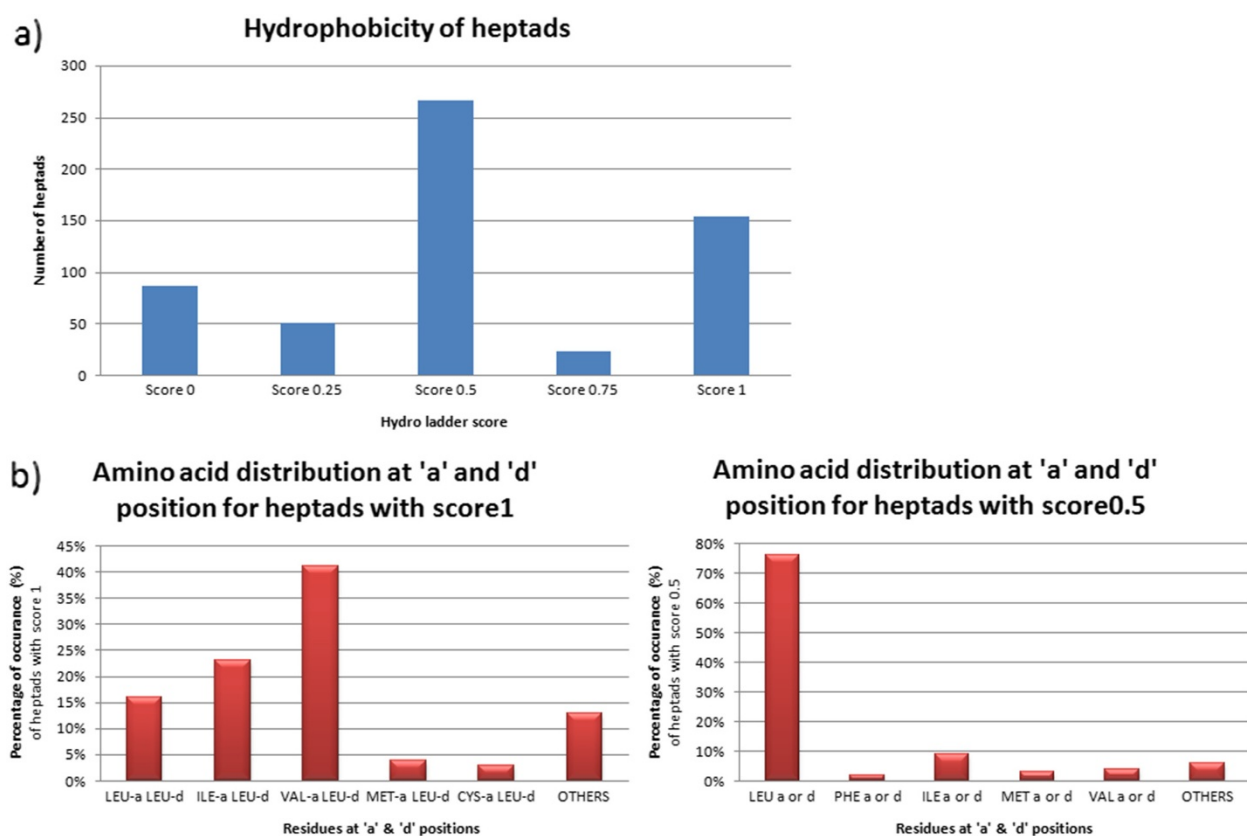 a)
Hydrophobicity of heptads
300
250
200
150
100
50
0
Number of heptads
Score 0 Score 0.25 Score 0.5 Score 0.75 Score 1
Hydro ladder score
b)
Amino acid distribution at 'a' and 'd'
position for heptads with score1
45%
40%
35%
30%
25%
20%
15%
10%
5%
0%
Percentage of occurance (%)
of heptads with score 1
LEU-a LEU-d ILE-a LEU-d VAL-a LEU-d MET-a LEU-d CYS-a LEU-d OTHERS
Residues at 'a' & 'd' positions
Amino acid distribution at 'a' and 'd'
position for heptads with score0.5
80%
70%
60%
50%
40%
30%
20%
10%
0%
Percentage of occurance (%)
of heptads with score 0.5
LEU a or d PHE a or d ILE a or d MET a or d VAL a or d OTHERS
Residues at 'a' & 'd' positions